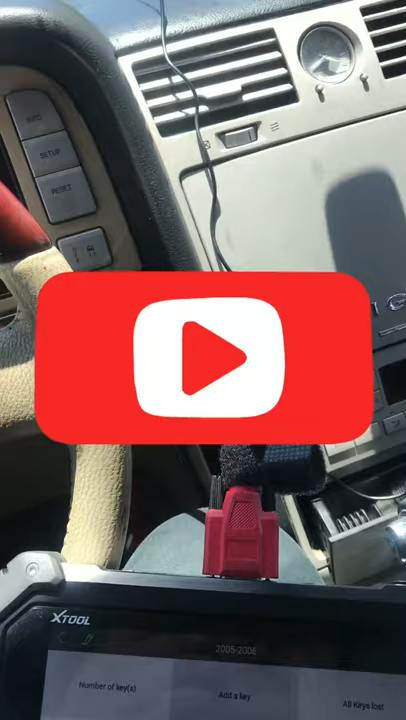 INFO
SETUP
RESET
XTOOL
2005-2006
Number of key(s)
Add a key
All Keys lost